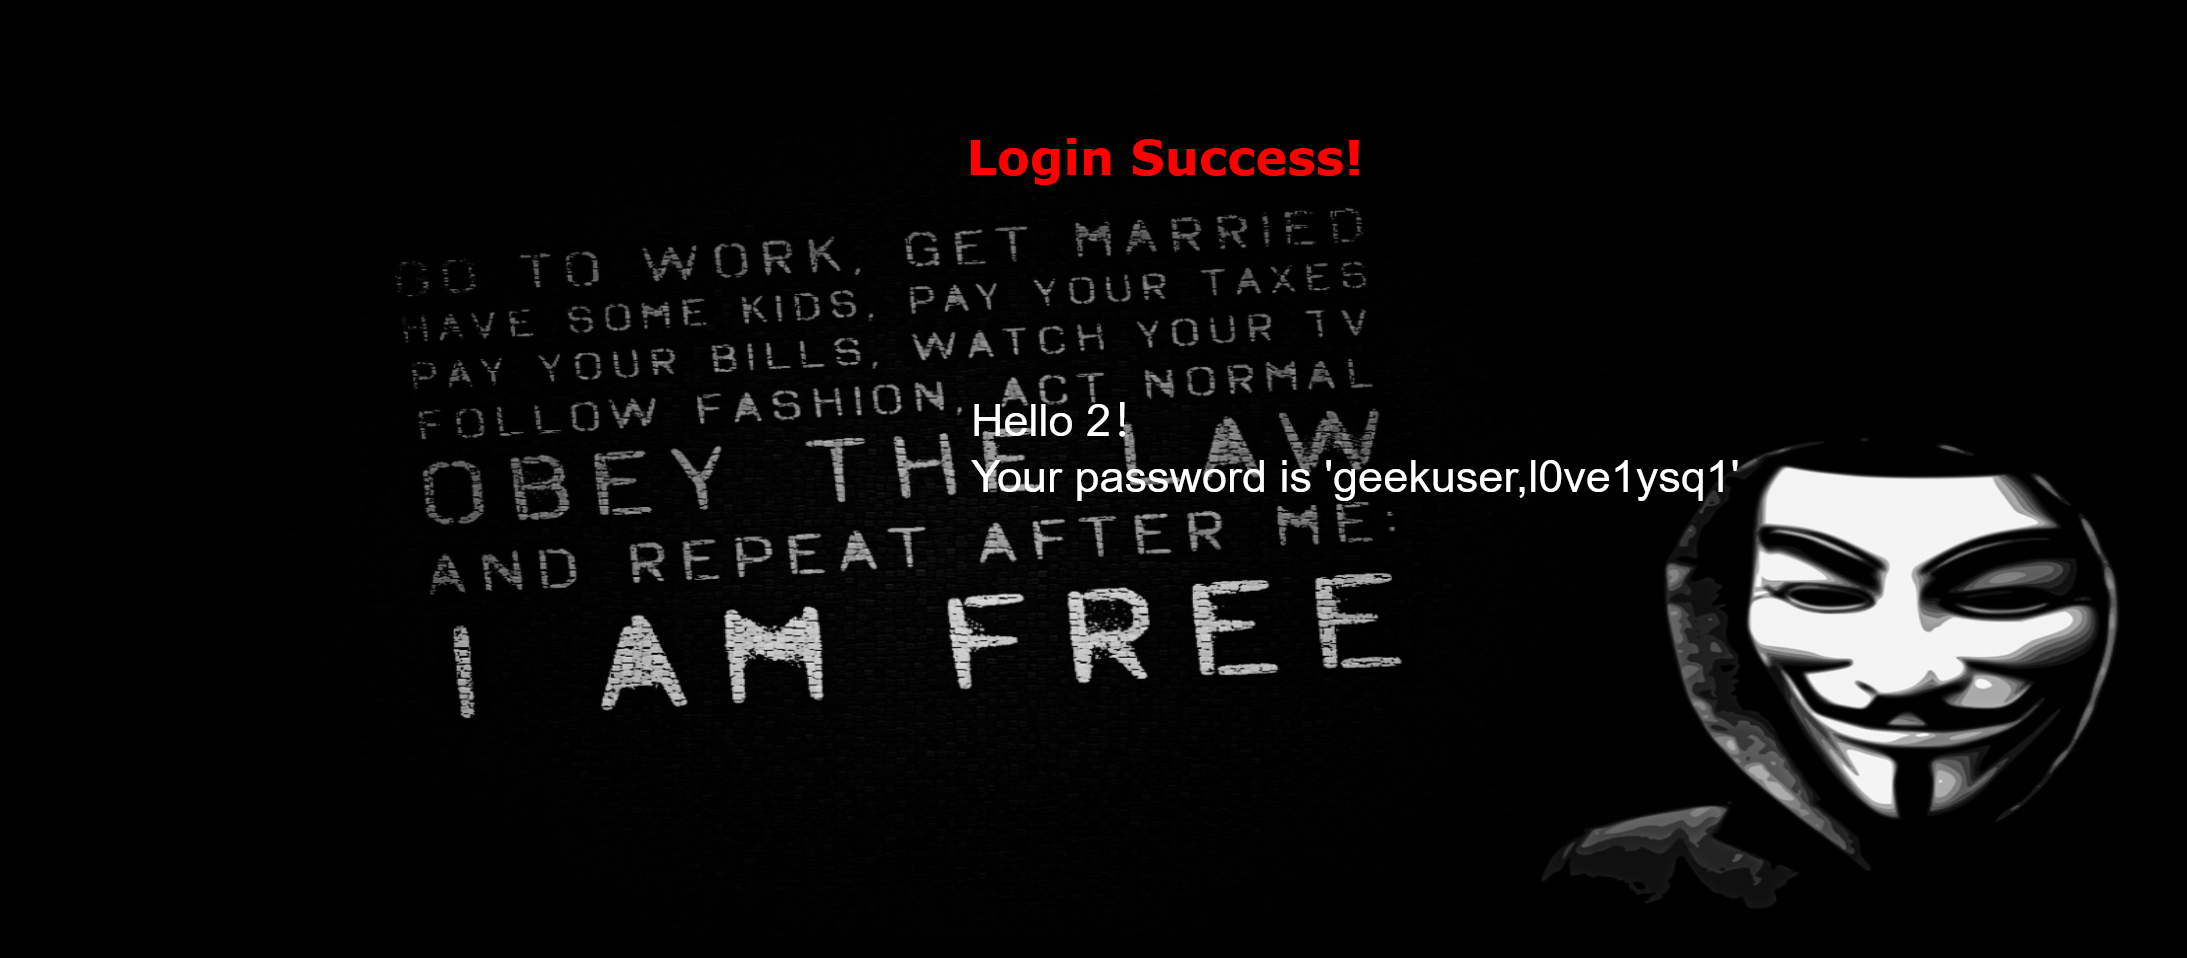 Login Success!
GO TO WORK, GET MARRIED
HAVE SOME KIDS, PAY YOUR TAXES
PAY YOUR BILLS, WATCH YOUR TV
FOLLOW FASHION, ACT NORMAL
OBEY THE LAW
AND REPEAT AFTER ME:
I AM FREE
Hello 2!
Your password is 'geekuser,l0ve1ysq1'